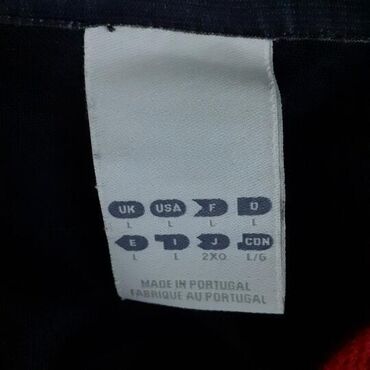 UK USA F D
L L L L
E I J CDN
L L 2XO L/G
MADE IN PORTUGAL
FABRIQUE AU PORTUGAL